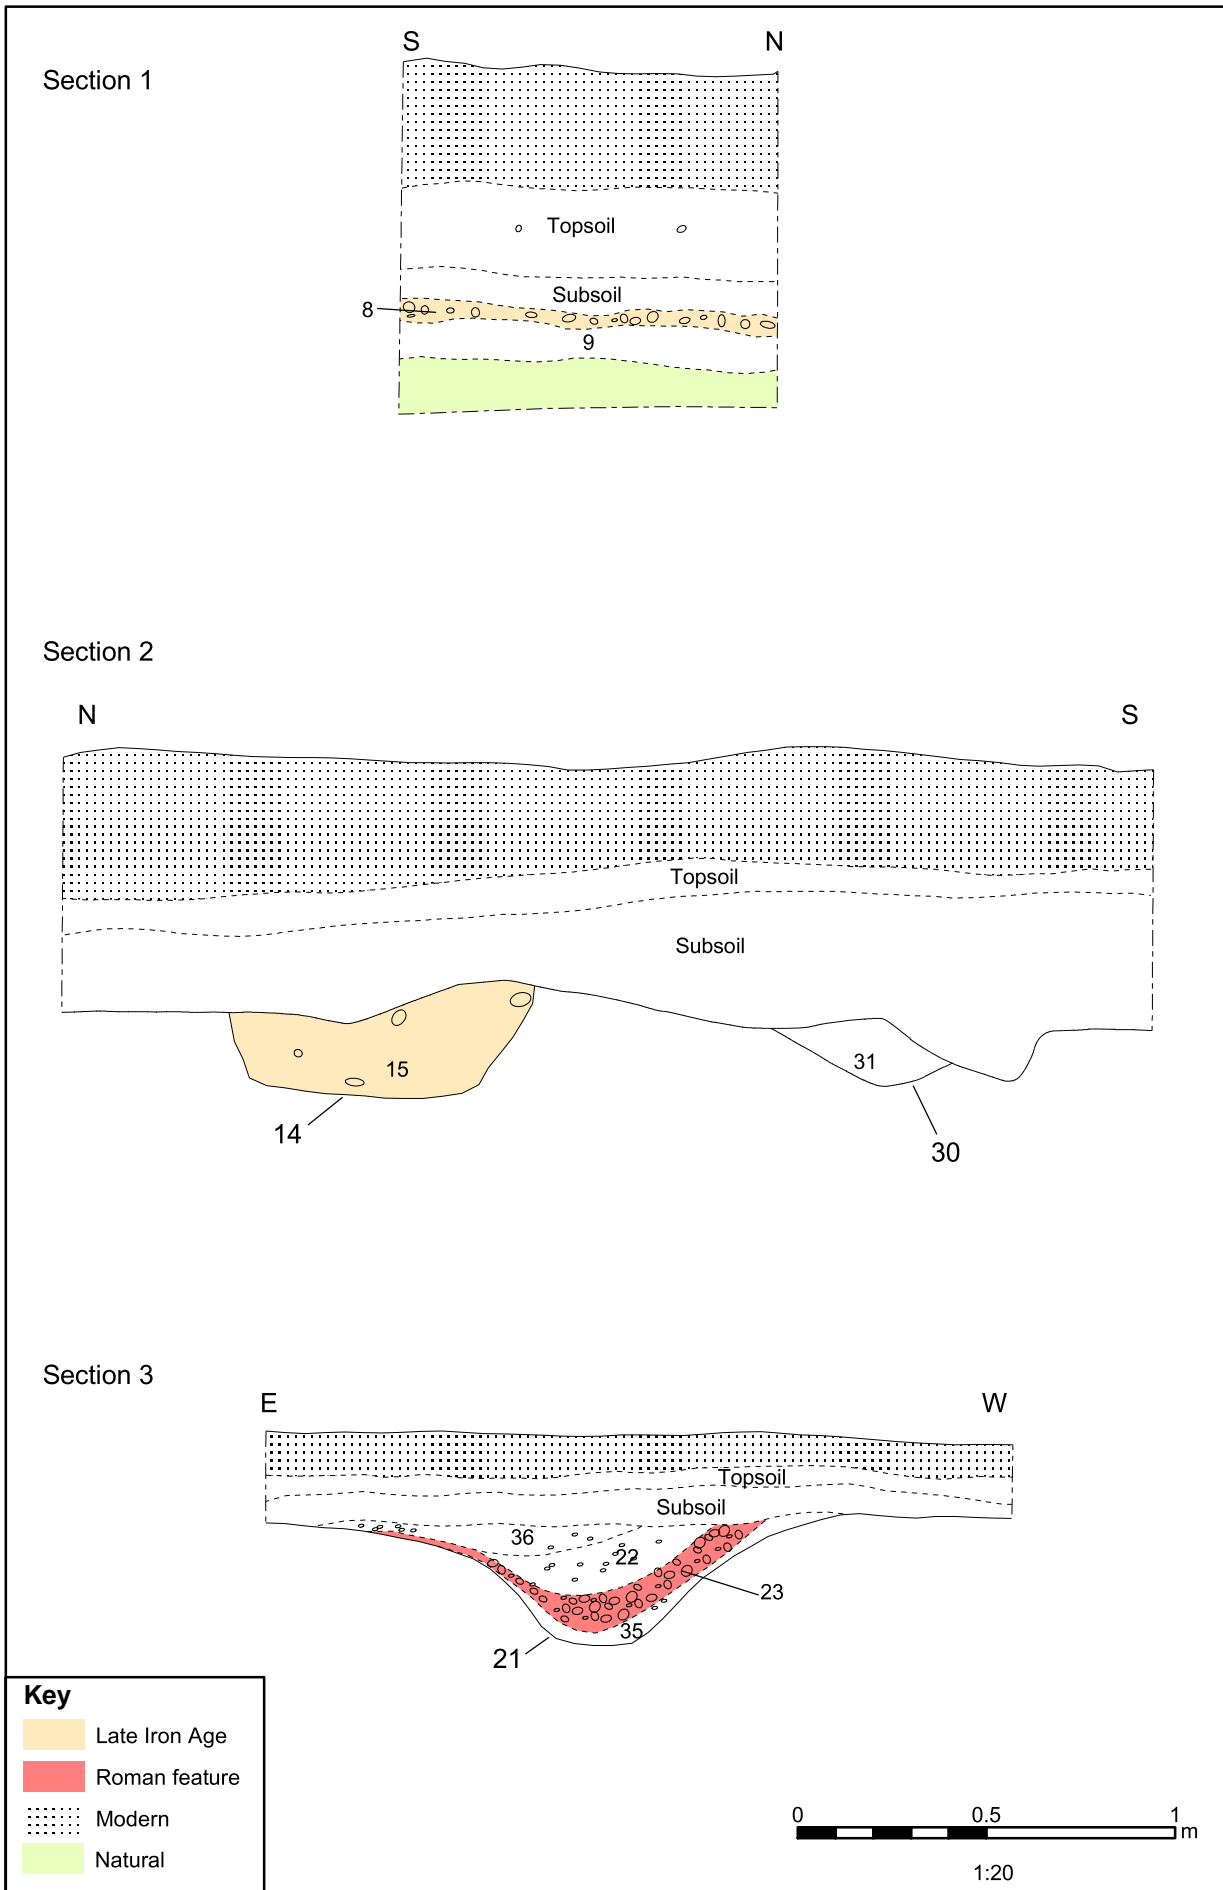 Section 1
S N
Topsoil
Subsoil
8
9
Section 2
N S
Topsoil
Subsoil
15
31
14
30
Section 3
E W
Topsoil
Subsoil
36
22
23
35
21
Key
Late Iron Age
Roman feature
Modern
Natural
0 0.5 1
m
1:20